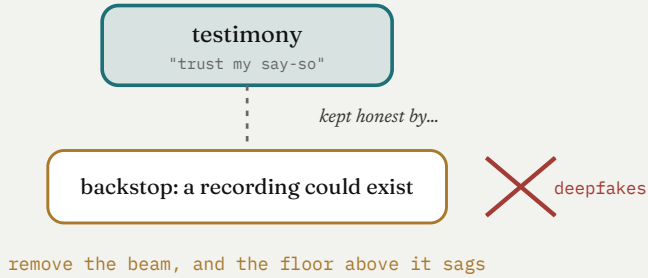 testimony
"trust my say-so"
kept honest by...
backstop: a recording could exist
deepfakes
remove the beam, and the floor above it sags